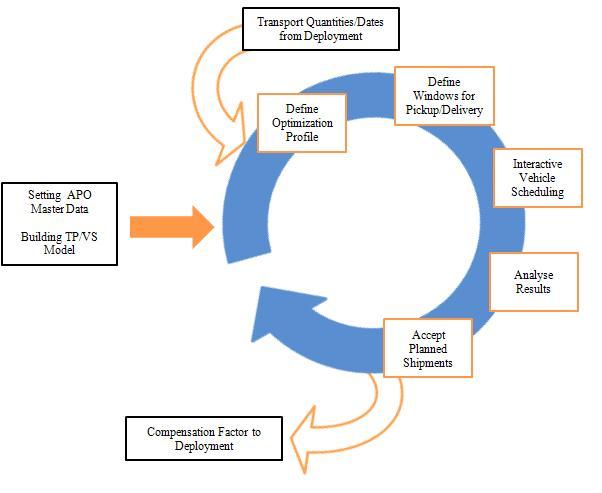 Transport Quantities/Dates
from Deployment
Define
Optimization
Profile
Define
Windows for
Pickup/Delivery
Interactive
Vehicle
Scheduling
Setting APO
Master Data
Building TP/VS
Model
Analyse
Results
Accept
Planned
Shipments
Compensation Factor to
Deployment